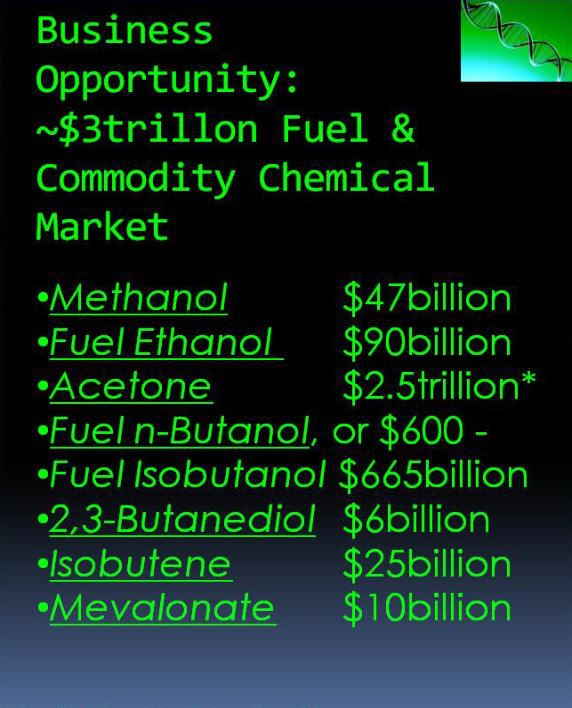 Business
Opportunity:
~$3trillon Fuel &
Commodity Chemical
Market
•Methanol $47billion
•Fuel Ethanol $90billion
•Acetone $2.5trillion*
•Fuel n-Butanol, or $600 -
•Fuel Isobutanol $665billion
•2,3-Butanediol $6billion
•Isobutene $25billion
•Mevalonate $10billion